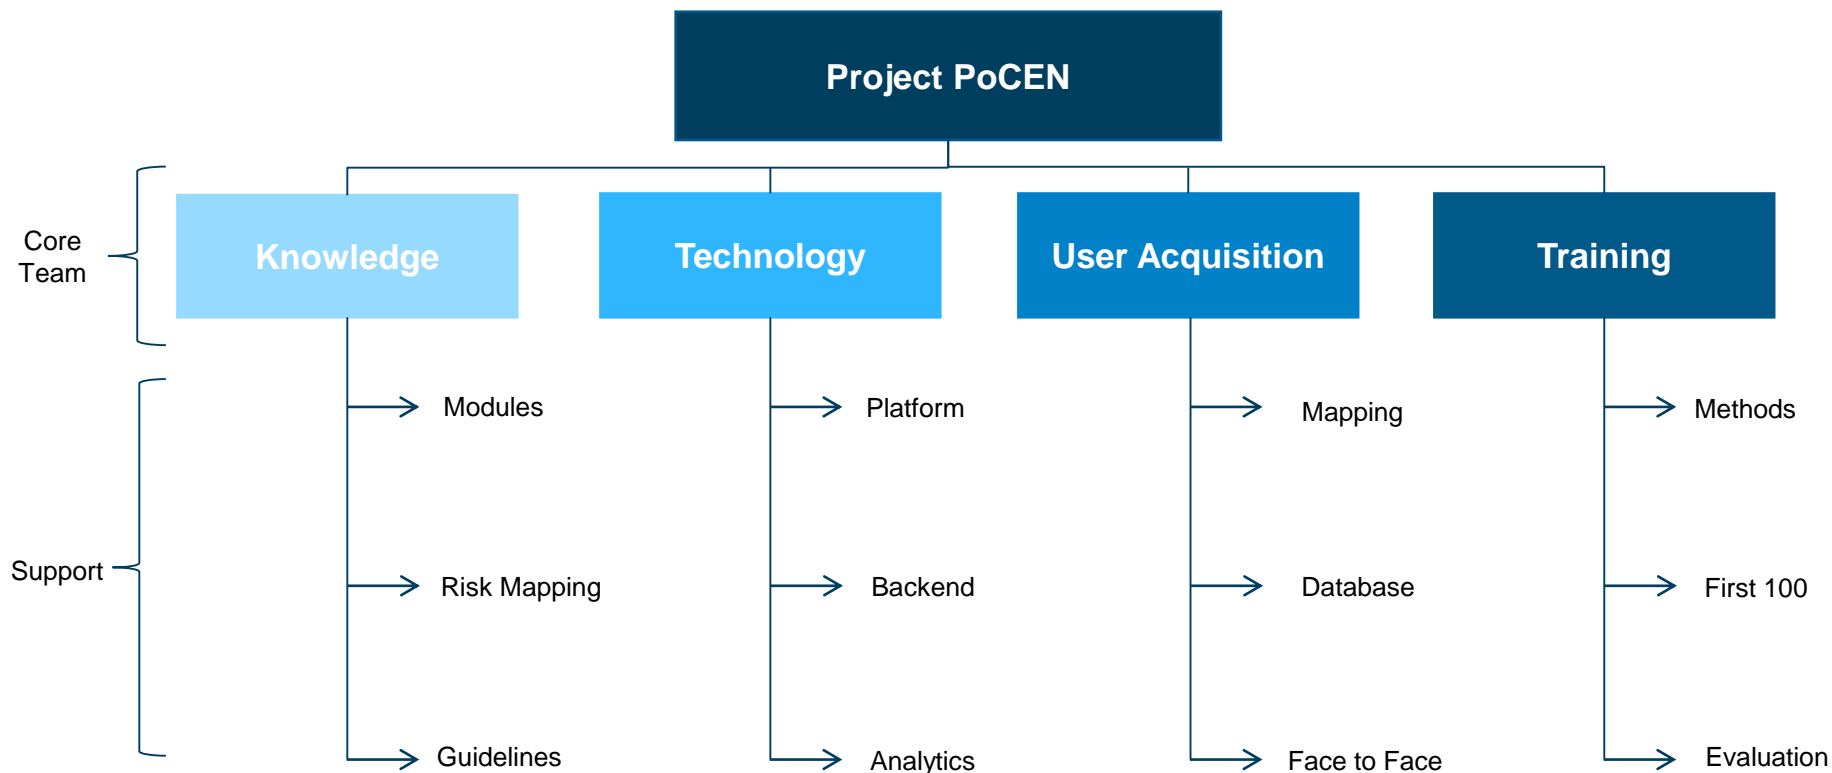 Project PoCEN
Core
Team
Knowledge
Technology
User Acquisition
Training
Support
Modules
Platform
Mapping
Methods
Risk Mapping
Backend
Database
First 100
Guidelines
Analytics
Face to Face
Evaluation